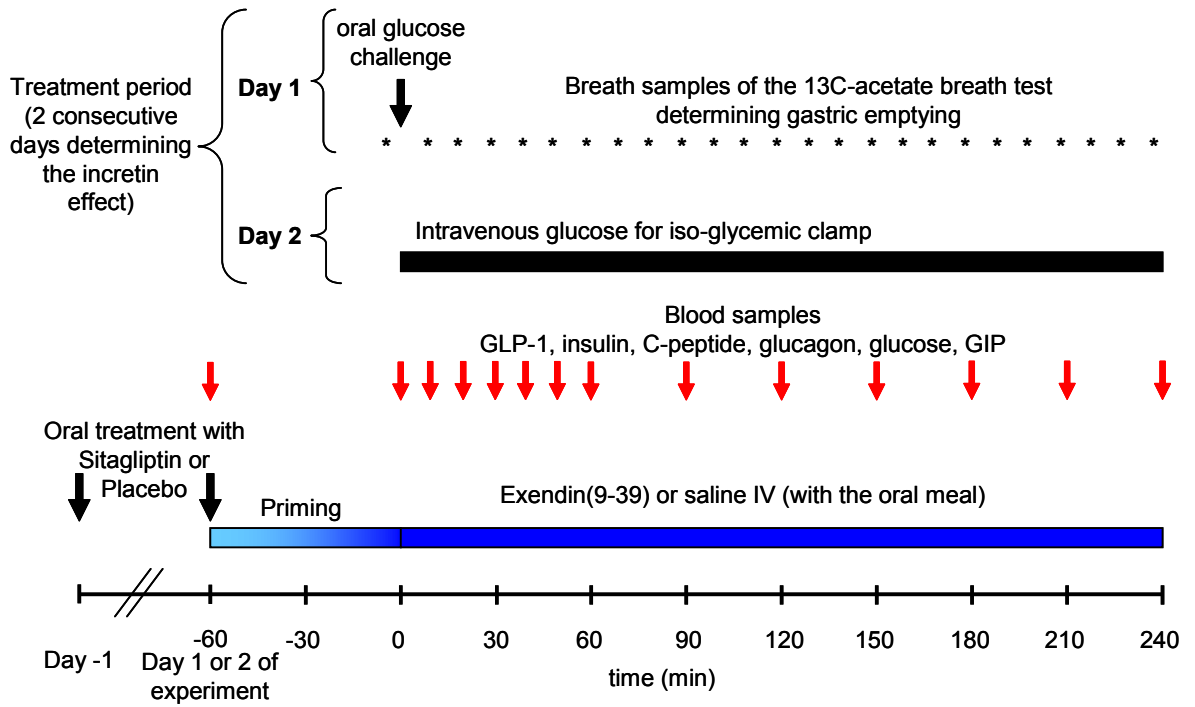 Treatment period
(2 consecutive
days determining
the incretin
effect)
Day 1
oral glucose
challenge
Breath samples of the 13C-acetate breath test
determining gastric emptying
* * * * * * * * * * * * * * * * * * * * * * * * *
Day 2
Intravenous glucose for iso-glycemic clamp
Blood samples
GLP-1, insulin, C-peptide, glucagon, glucose, GIP
Oral treatment with
Sitagliptin or
Placebo
Priming
Exendin(9-39) or saline IV (with the oral meal)
-60 -30 0 30 60 90 120 150 180 210 240
Day -1
Day 1 or 2 of
experiment
time (min)